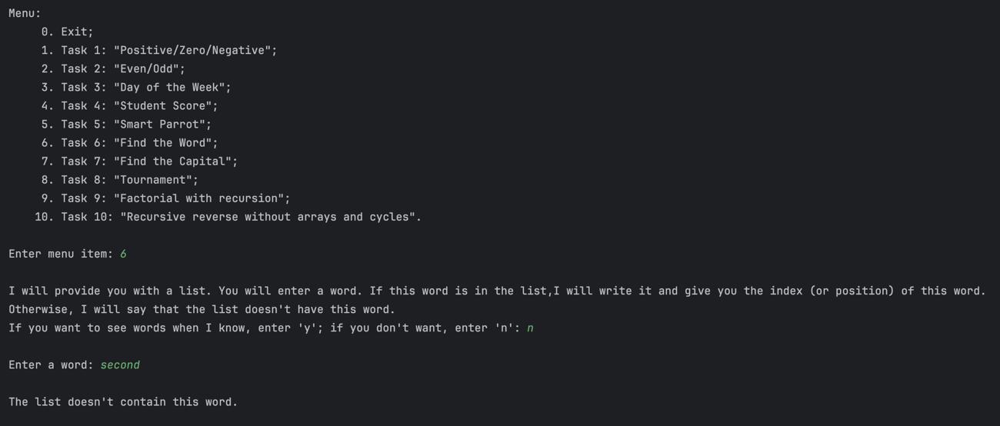 Menu:
0. Exit;
1. Task 1: "Positive/Zero/Negative";
2. Task 2: "Even/Odd";
3. Task 3: "Day of the Week";
4. Task 4: "Student Score";
5. Task 5: "Smart Parrot";
6. Task 6: "Find the Word";
7. Task 7: "Find the Capital";
8. Task 8: "Tournament";
9. Task 9: "Factorial with recursion";
10. Task 10: "Recursive reverse without arrays and cycles".
Enter menu item: 6
I will provide you with a list. You will enter a word. If this word is in the list,I will write it and give you the index (or position) of this word.
Otherwise, I will say that the list doesn't have this word.
If you want to see words when I know, enter 'y'; if you don't want, enter 'n': n
Enter a word: second
The list doesn't contain this word.